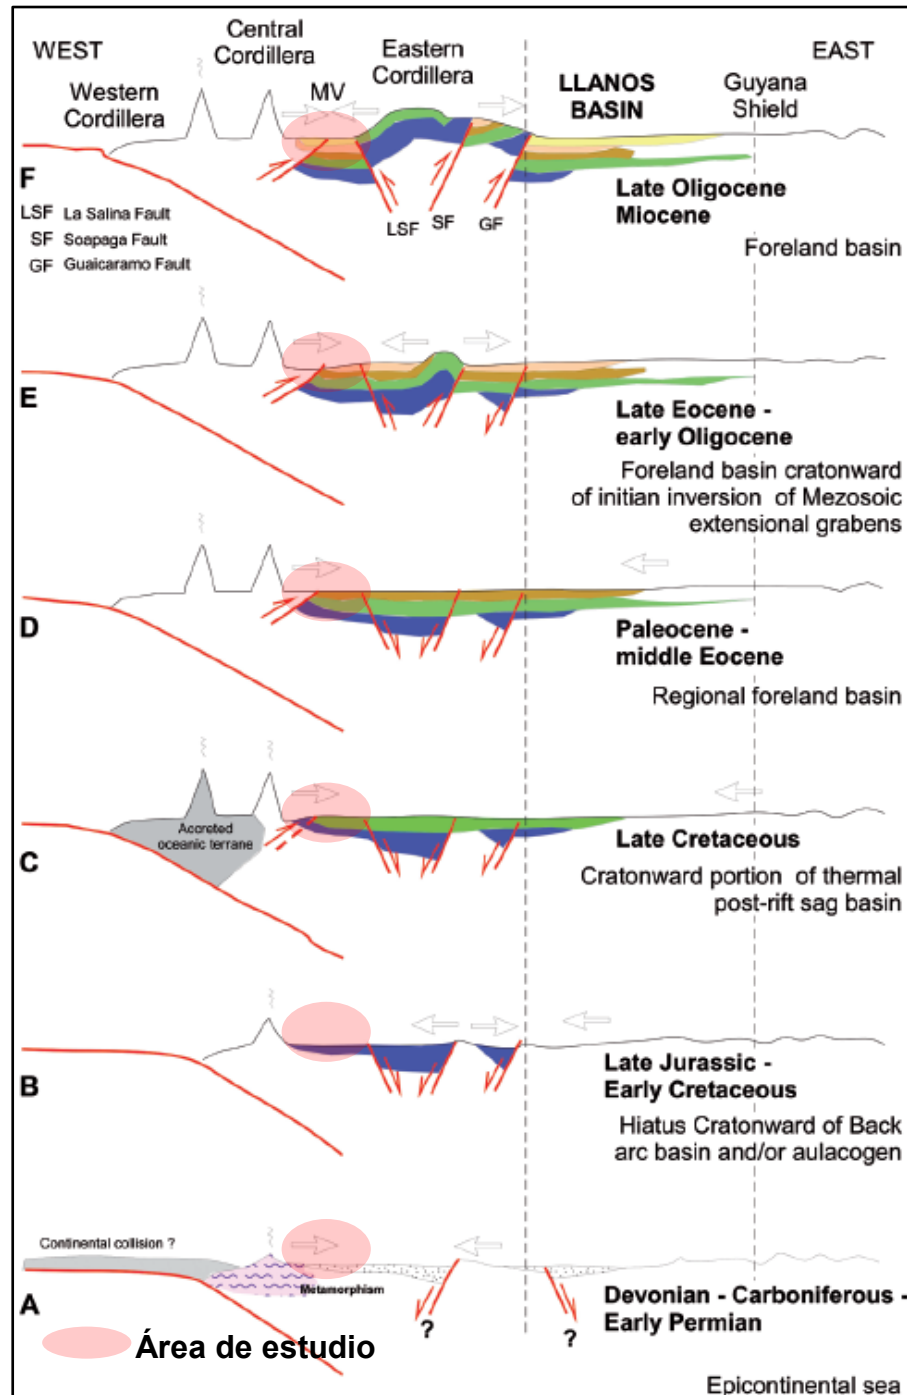 WEST
Central
Cordillera
Eastern
Cordillera
EAST
Western
Cordillera
MV
LLANOS
BASIN
Guyana
Shield
F
LSF La Salina Fault
SF Soapaga Fault
GF Guaicaramo Fault
LSF
SF
GF
Late Oligocene
Miocene
Foreland basin
E
Late Eocene -
early Oligocene
Foreland basin cratonward
of initian inversion of Mezosoic
extensional grabens
D
Paleocene -
middle Eocene
Regional foreland basin
Accreted
oceanic terrane
C
Late Cretaceous
Cratonward portion of thermal
post-rift sag basin
B
Late Jurassic -
Early Cretaceous
Hiatus Cratonward of Back
arc basin and/or aulacogen
Continental collision ?
Metamorphism
A
Devonian - Carboniferous -
Early Permian
?
?
Área de estudio
Epicontinental sea